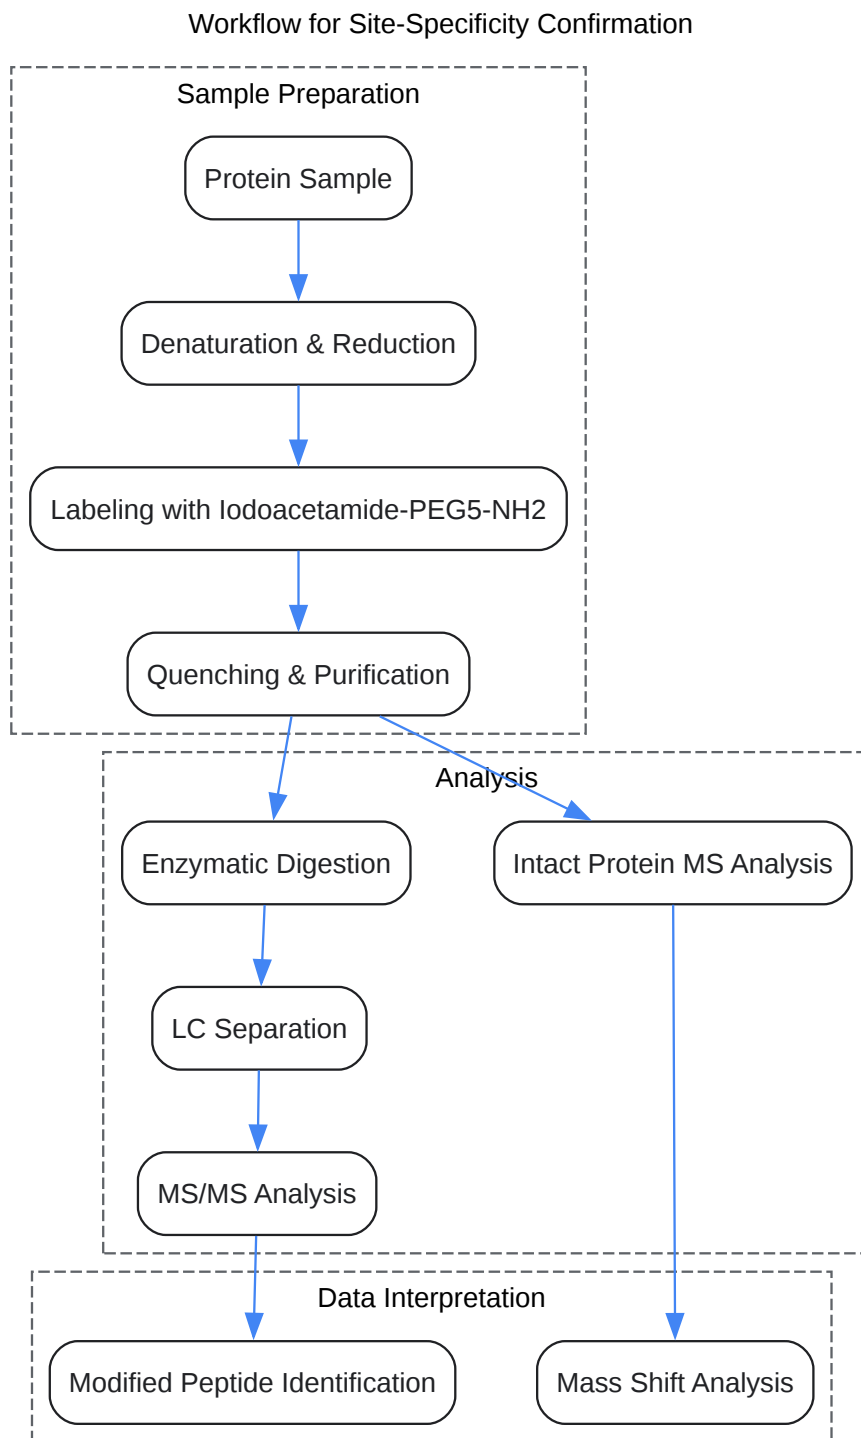 Workflow for Site-Specificity Confirmation
Sample Preparation
Protein Sample
Denaturation & Reduction
Labeling with Iodoacetamide-PEG5-NH2
Quenching & Purification
Analysis
Enzymatic Digestion
Intact Protein MS Analysis
LC Separation
MS/MS Analysis
Data Interpretation
Modified Peptide Identification
Mass Shift Analysis